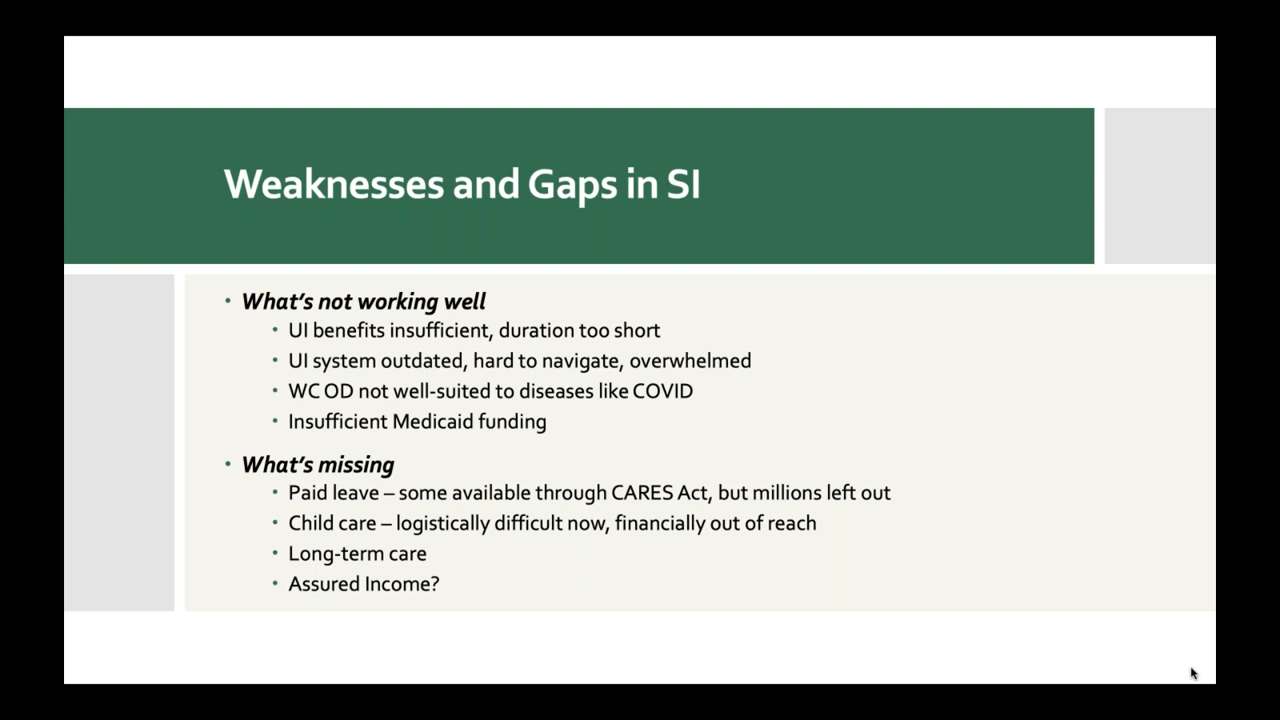 Weaknesses and Gaps in SI
• What's not working well
• UI benefits insufficient, duration too short
• UI system outdated, hard to navigate, overwhelmed
• WC OD not well-suited to diseases like COVID
• Insufficient Medicaid funding
• What's missing
• Paid leave – some available through CARES Act, but millions left out
• Child care – logistically difficult now, financially out of reach
• Long-term care
• Assured Income?